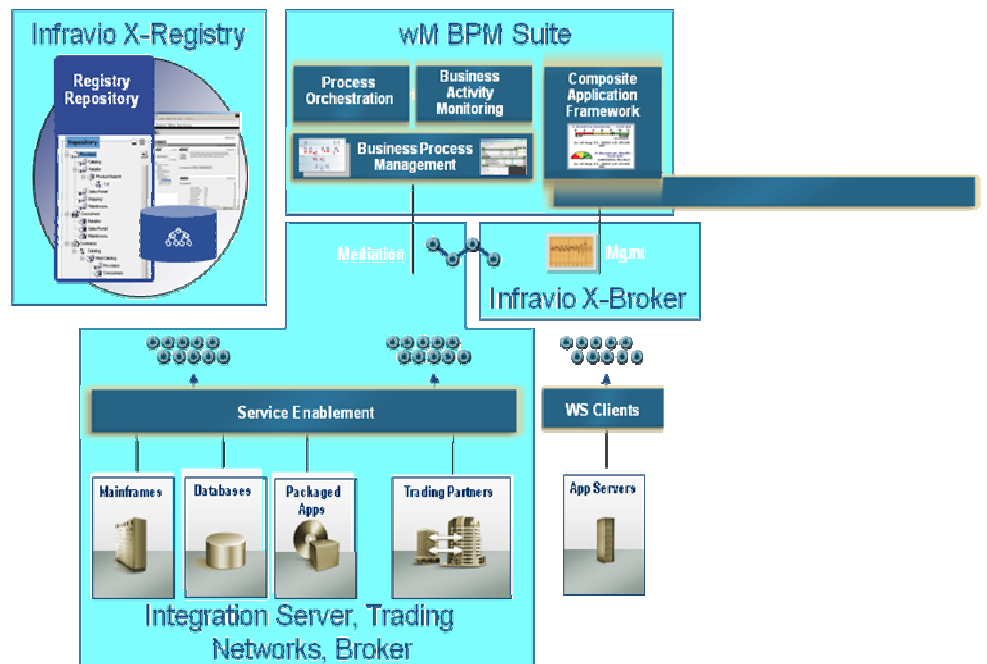 Infravio X-Registry
Registry
Repository
Repository
wM BPM Suite
Process
Orchestration
Business
Activity
Monitoring
Composite
Application
Framework
Business Process
Management
Mediation
Mgmt
Infravio X-Broker
Service Enablement
WS Clients
Mainframes
Databases
Packaged
Apps
Trading Partners
App Servers
Integration Server, Trading
Networks, Broker